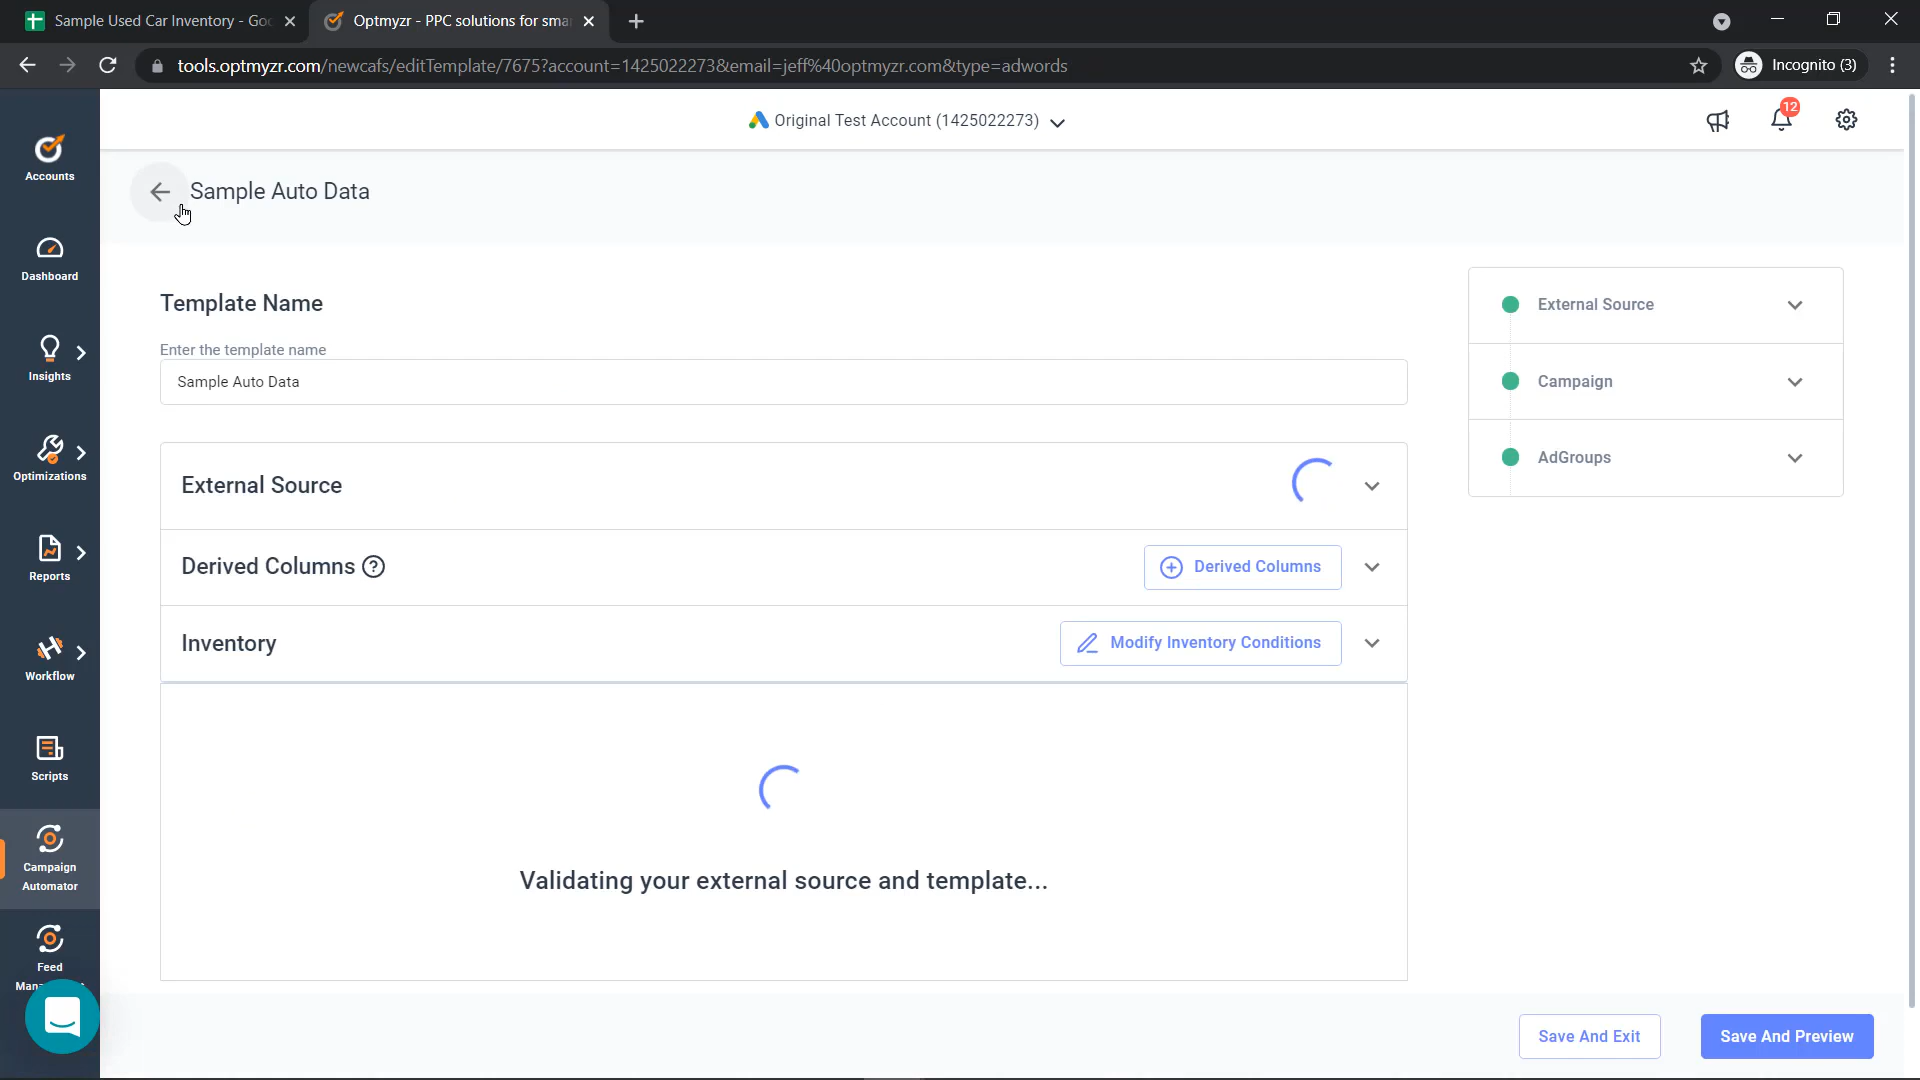 Sample Used Car Inventory - Goo
Optmyzr - PPC solutions for sma
tools.optmyzr.com/newcafs/editTemplate/7675?account=1425022273&email=jeff%40optmyzr.com&type=adwords
Incognito (3)
Original Test Account (1425022273)
12
Accounts
Dashboard
Insights
Optimizations
Reports
Workflow
Scripts
Campaign
Automator
Feed
Sample Auto Data
Template Name
Enter the template name
Sample Auto Data
External Source
Derived Columns
Derived Columns
Inventory
Modify Inventory Conditions
Validating your external source and template...
External Source
Campaign
AdGroups
Save And Exit
Save And Preview